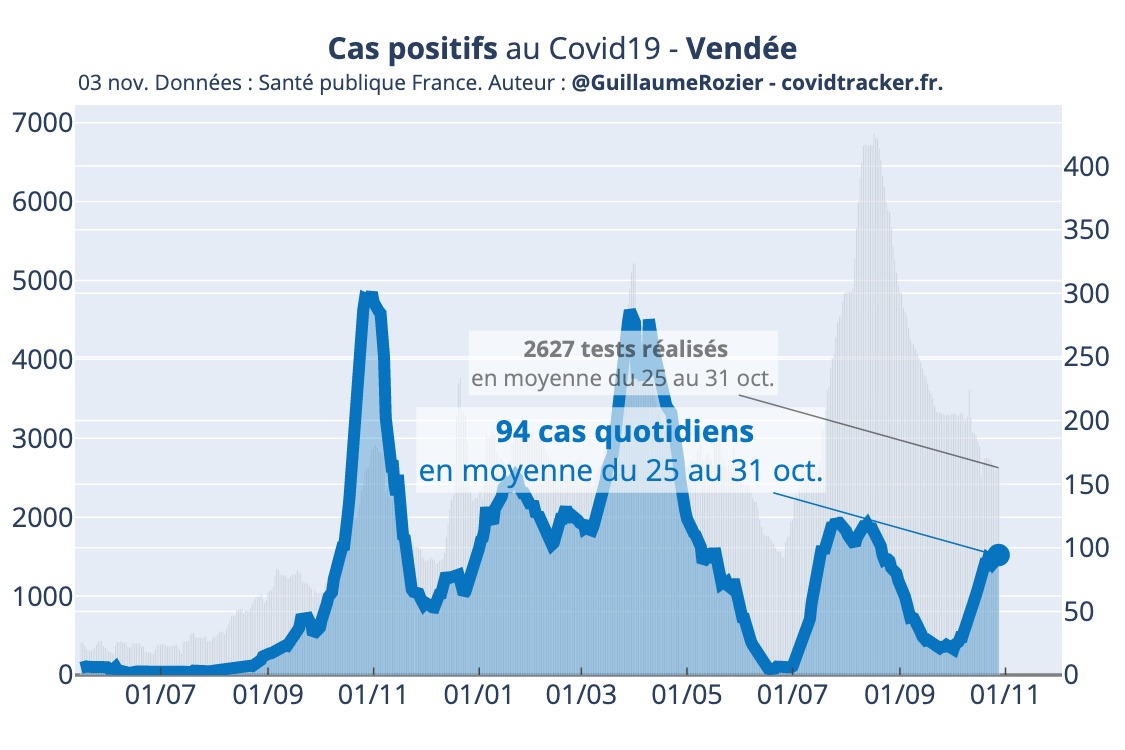 Cas positifs au Covid19 - Vendée
03 nov. Données : Santé publique France. Auteur : @GuillaumeRozier - covidtracker.fr.
7000
6000
5000
4000
3000
2000
1000
0
400
350
300
250
200
150
100
50
0
2627 tests réalisés
en moyenne du 25 au 31 oct.
94 cas quotidiens
en moyenne du 25 au 31 oct.
01/07 01/09 01/11 01/01 01/03 01/05 01/07 01/09 01/11